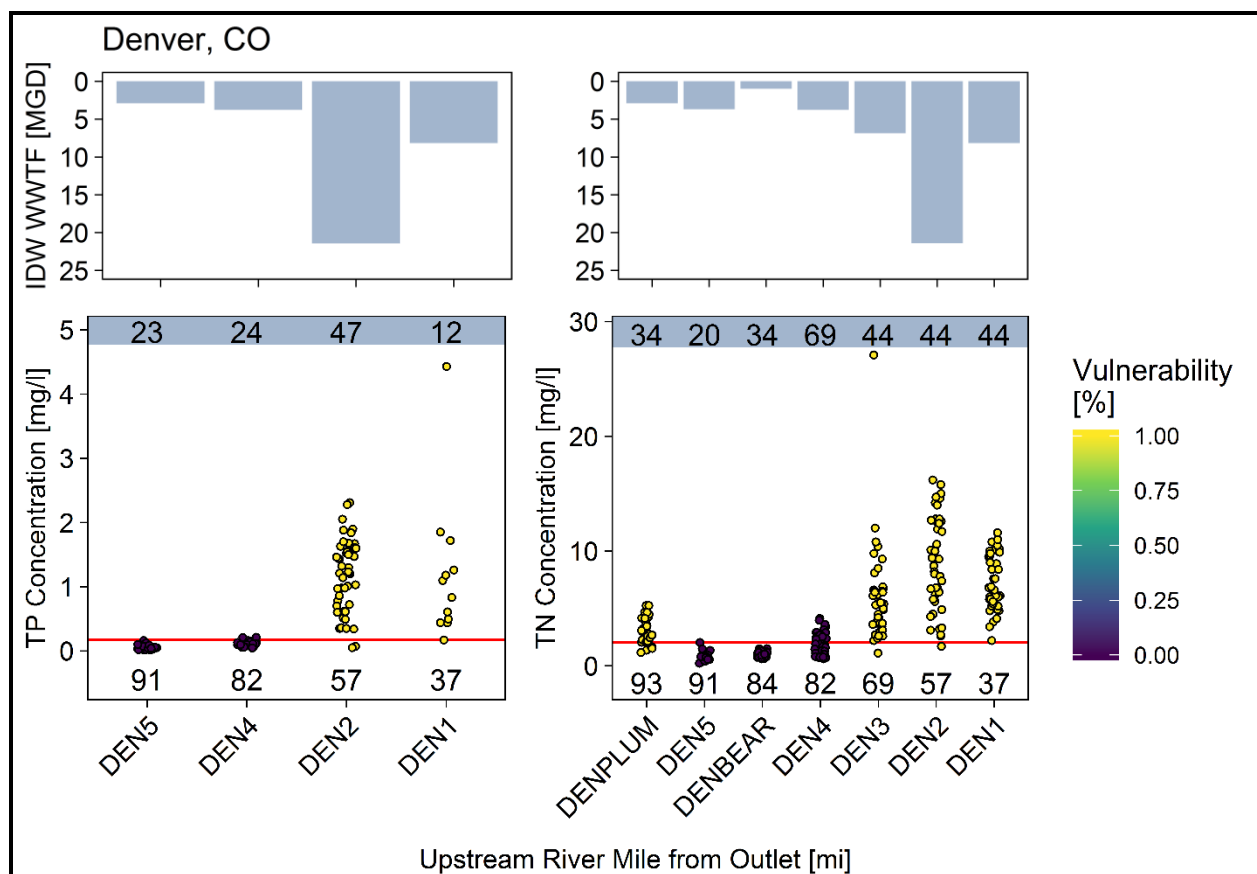 Denver, CO
IDW WWTF [MGD]
0
5
10
15
20
25
0
5
10
15
20
25
TP Concentration [mg/l]
5
4
3
2
1
0
23 24 47 12
91 82 57 37
DEN5 DEN4 DEN2 DEN1
TN Concentration [mg/l]
30
20
10
0
34 20 34 69 44 44 44
93 91 84 82 69 57 37
DENPLUM DEN5 DENBEAR DEN4 DEN3 DEN2 DEN1
Vulnerability
[%]
1.00
0.75
0.50
0.25
0.00
Upstream River Mile from Outlet [mi]